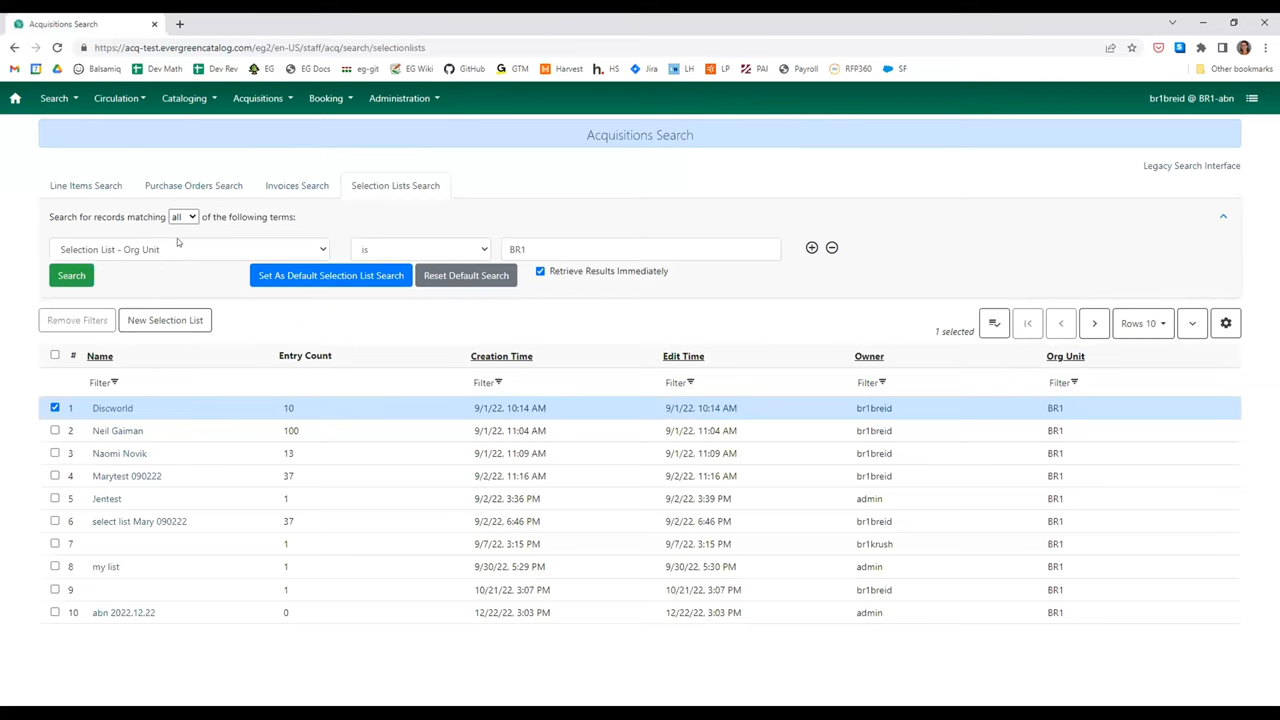 Acquisitions Search
https://acq-test.evergreencatalog.com/eg2/en-US/staff/acq/search/selectionlists
M Balsamiq Dev Math Dev Rev EG EG Docs eg-git EG Wiki GitHub GTM Harvest h. HS Jira LH LP PAI Payroll RFP360 SF Other bookmarks
Search Circulation Cataloging Acquisitions Booking Administration br1breid @ BR1-abn
Acquisitions Search
Legacy Search Interface
Line Items Search Purchase Orders Search Invoices Search Selection Lists Search
Search for records matching all of the following terms:
Selection List - Org Unit is BR1
Search Set As Default Selection List Search Reset Default Search Retrieve Results Immediately
Remove Filters New Selection List 1 selected Rows 10
# Name Entry Count Creation Time Edit Time Owner Org Unit
Filter Filter Filter Filter Filter
1 Discworld 10 9/1/22, 10:14 AM 9/1/22, 10:14 AM br1breid BR1
2 Neil Gaiman 100 9/1/22, 11:04 AM 9/1/22, 11:04 AM br1breid BR1
3 Naomi Novik 13 9/1/22, 11:09 AM 9/1/22, 11:09 AM br1breid BR1
4 Marytest 090222 37 9/2/22, 11:16 AM 9/2/22, 11:16 AM br1breid BR1
5 Jentest 1 9/2/22, 3:36 PM 9/2/22, 3:39 PM admin BR1
6 select list Mary 090222 37 9/2/22, 6:46 PM 9/2/22, 6:46 PM br1breid BR1
7 1 9/7/22, 3:15 PM 9/7/22, 3:15 PM br1krush BR1
8 my list 1 9/30/22, 5:29 PM 9/30/22, 5:30 PM admin BR1
9 1 10/21/22, 3:07 PM 10/21/22, 3:07 PM br1breid BR1
10 abn 2022.12.22 0 12/22/22, 3:03 PM 12/22/22, 3:03 PM admin BR1